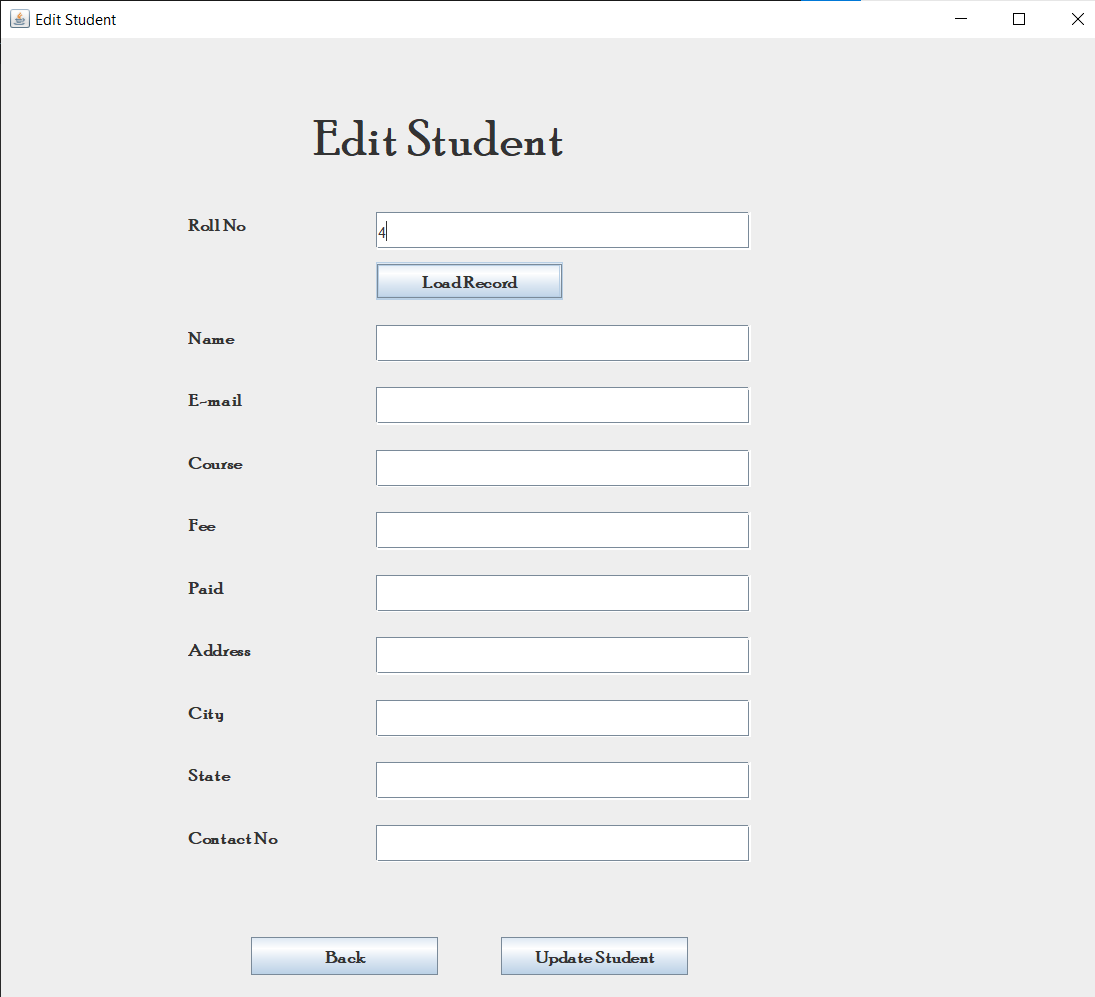 Edit Student
Edit Student
Roll No
4
Load Record
Name
E-mail
Course
Fee
Paid
Address
City
State
Contact No
Back
Update Student